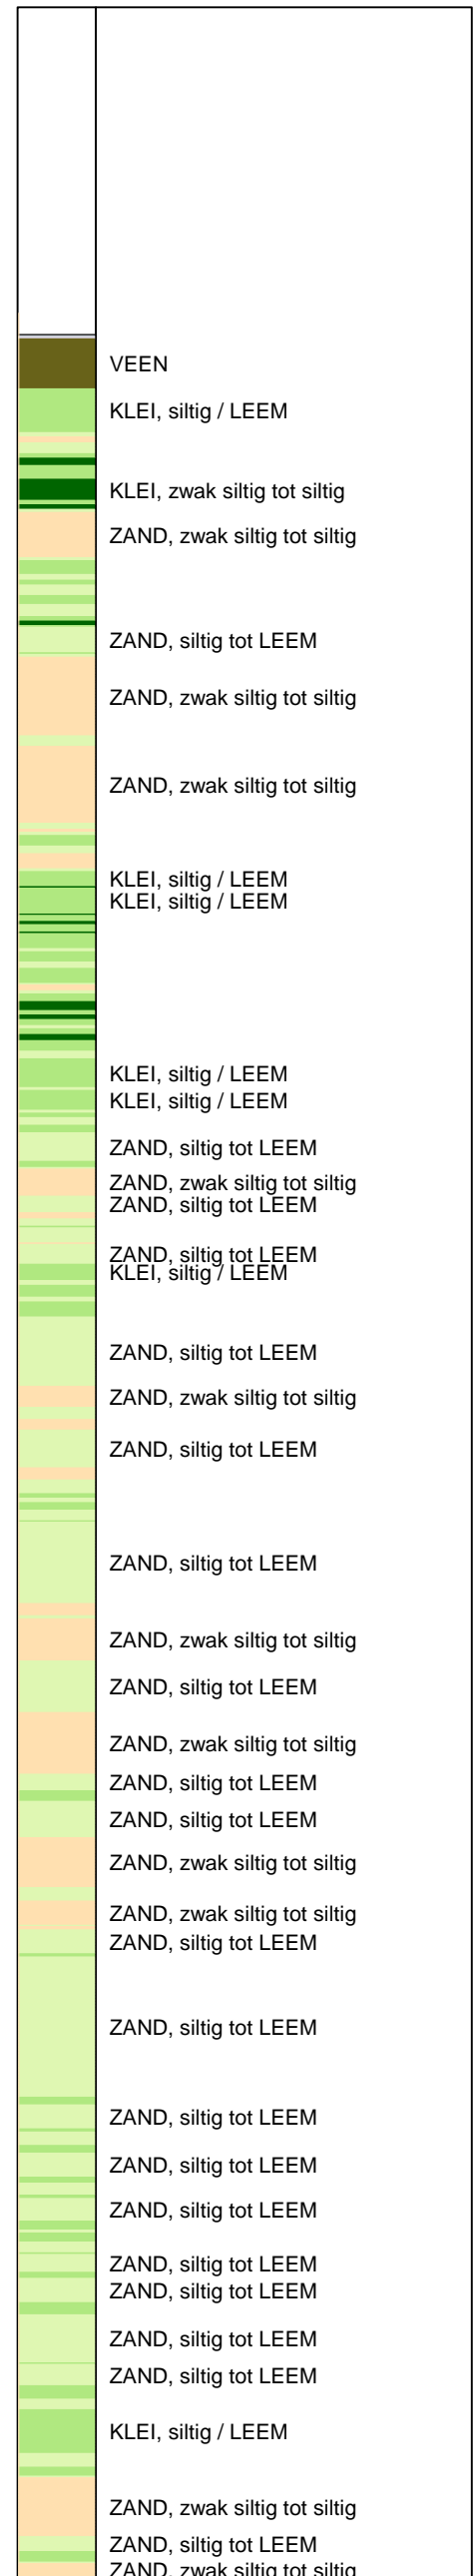 VEEN
KLEI, siltig / LEEM
KLEI, zwak siltig tot siltig
ZAND, zwak siltig tot siltig
ZAND, siltig tot LEEM
ZAND, zwak siltig tot siltig
ZAND, zwak siltig tot siltig
KLEI, siltig / LEEM
KLEI, siltig / LEEM
KLEI, siltig / LEEM
KLEI, siltig / LEEM
ZAND, siltig tot LEEM
ZAND, zwak siltig tot siltig
ZAND, siltig tot LEEM
ZAND, siltig tot LEEM
KLEI, siltig / LEEM
ZAND, siltig tot LEEM
ZAND, zwak siltig tot siltig
ZAND, siltig tot LEEM
ZAND, siltig tot LEEM
ZAND, zwak siltig tot siltig
ZAND, siltig tot LEEM
ZAND, zwak siltig tot siltig
ZAND, siltig tot LEEM
ZAND, siltig tot LEEM
ZAND, zwak siltig tot siltig
ZAND, zwak siltig tot siltig
ZAND, siltig tot LEEM
ZAND, siltig tot LEEM
ZAND, siltig tot LEEM
ZAND, siltig tot LEEM
ZAND, siltig tot LEEM
ZAND, siltig tot LEEM
ZAND, siltig tot LEEM
ZAND, siltig tot LEEM
ZAND, siltig tot LEEM
KLEI, siltig / LEEM
ZAND, zwak siltig tot siltig
ZAND, siltig tot LEEM
ZAND, zwak siltig tot siltig